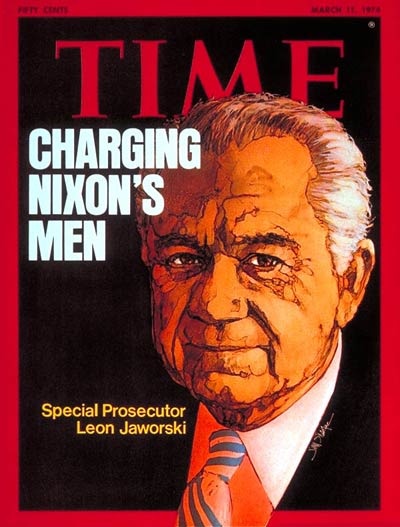 FIFTY CENTS
MARCH 11, 1974
TIME
®
CHARGING
NIXON'S
MEN
Special Prosecutor
Leon Jaworski